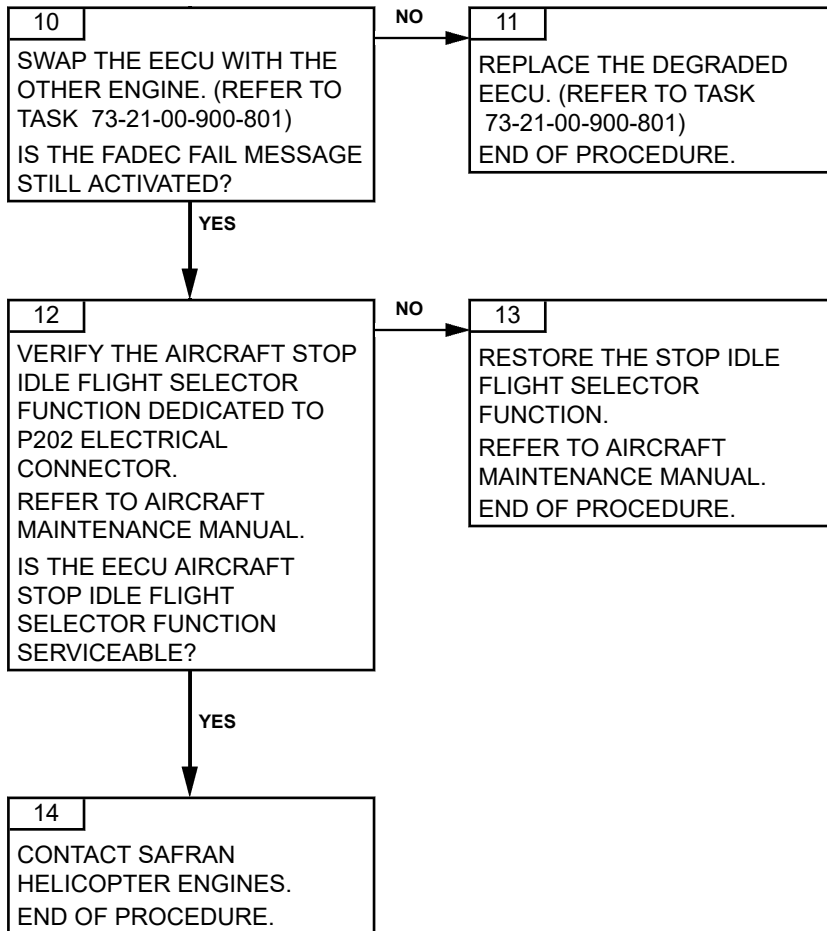 10
SWAP THE EECU WITH THE
OTHER ENGINE. (REFER TO
TASK 73-21-00-900-801)
IS THE FADEC FAIL MESSAGE
STILL ACTIVATED?
NO
11
REPLACE THE DEGRADED
EECU. (REFER TO TASK
73-21-00-900-801)
END OF PROCEDURE.
YES
12
VERIFY THE AIRCRAFT STOP
IDLE FLIGHT SELECTOR
FUNCTION DEDICATED TO
P202 ELECTRICAL
CONNECTOR.
REFER TO AIRCRAFT
MAINTENANCE MANUAL.
IS THE EECU AIRCRAFT
STOP IDLE FLIGHT
SELECTOR FUNCTION
SERVICEABLE?
NO
13
RESTORE THE STOP IDLE
FLIGHT SELECTOR
FUNCTION.
REFER TO AIRCRAFT
MAINTENANCE MANUAL.
END OF PROCEDURE.
YES
14
CONTACT SAFRAN
HELICOPTER ENGINES.
END OF PROCEDURE.